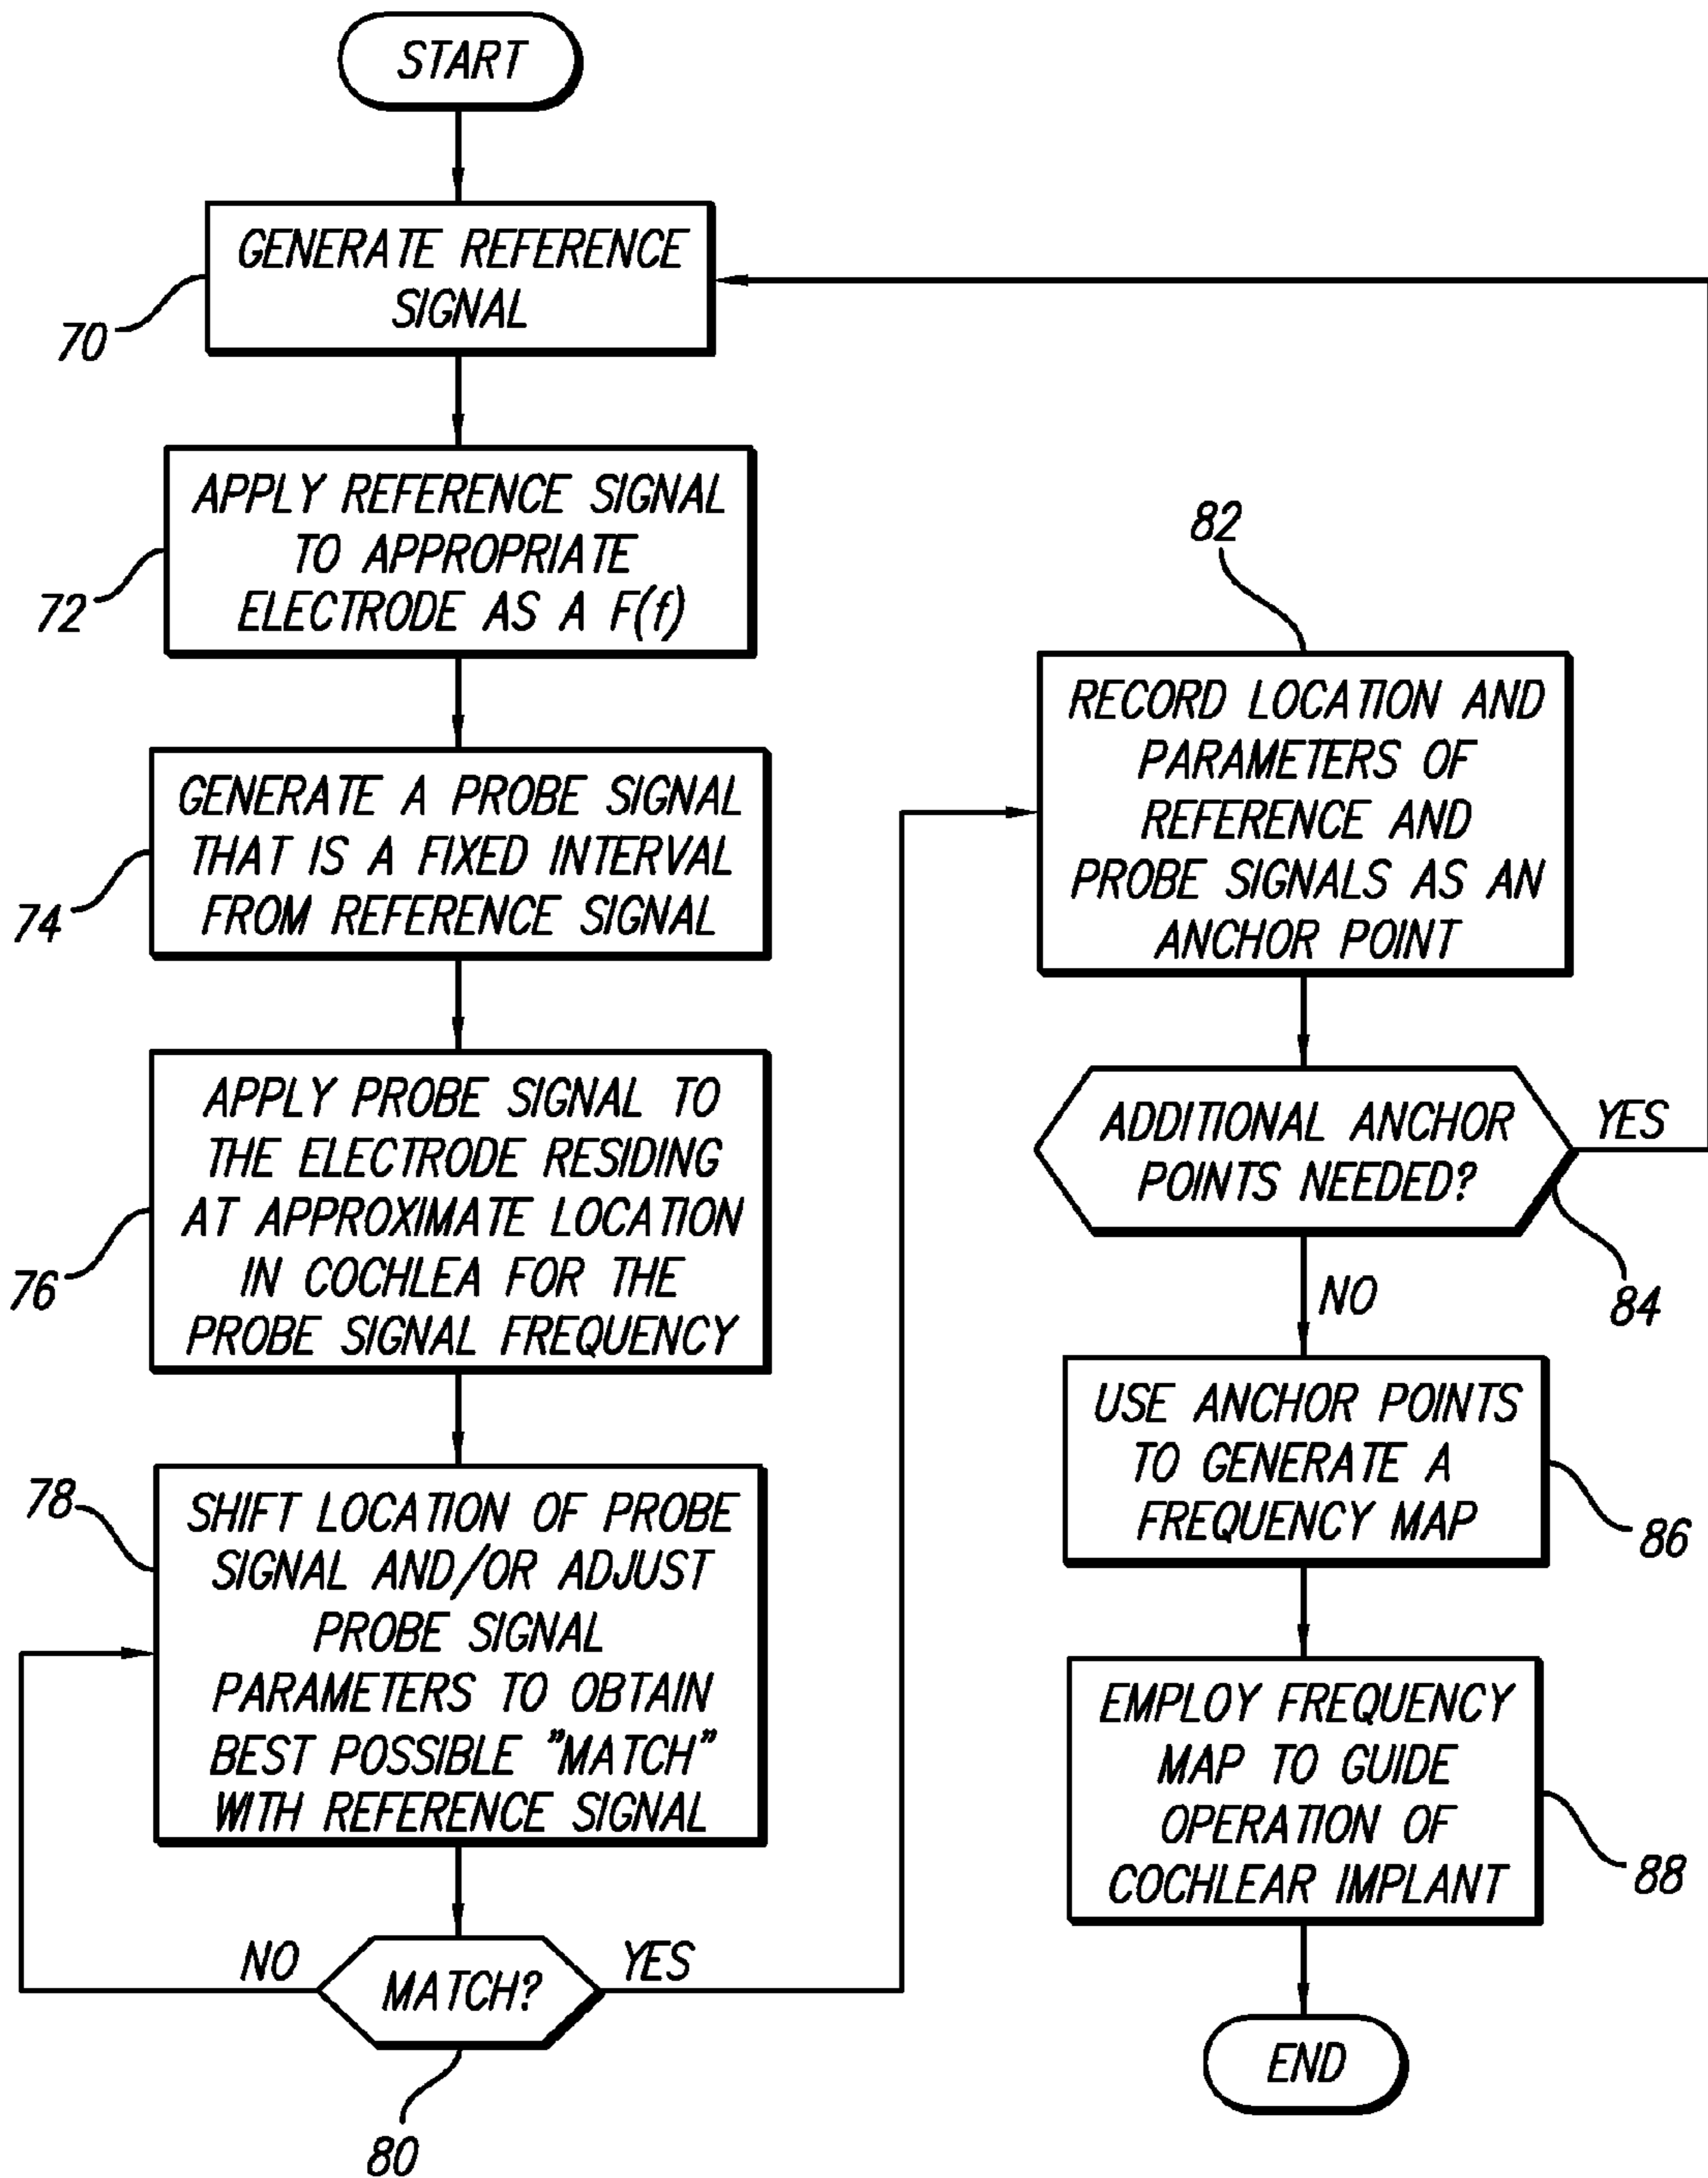 START
GENERATE REFERENCE
SIGNAL
70
APPLY REFERENCE SIGNAL
TO APPROPRIATE
ELECTRODE AS A F(f)
72
GENERATE A PROBE SIGNAL
THAT IS A FIXED INTERVAL
FROM REFERENCE SIGNAL
74
APPLY PROBE SIGNAL TO
THE ELECTRODE RESIDING
AT APPROXIMATE LOCATION
IN COCHLEA FOR THE
PROBE SIGNAL FREQUENCY
76
78
SHIFT LOCATION OF PROBE
SIGNAL AND/OR ADJUST
PROBE SIGNAL
PARAMETERS TO OBTAIN
BEST POSSIBLE "MATCH"
WITH REFERENCE SIGNAL
NO
MATCH?
YES
80
82
RECORD LOCATION AND
PARAMETERS OF
REFERENCE AND
PROBE SIGNALS AS AN
ANCHOR POINT
ADDITIONAL ANCHOR
POINTS NEEDED?
YES
84
NO
USE ANCHOR POINTS
TO GENERATE A
FREQUENCY MAP
86
EMPLOY FREQUENCY
MAP TO GUIDE
OPERATION OF
COCHLEAR IMPLANT
88
END